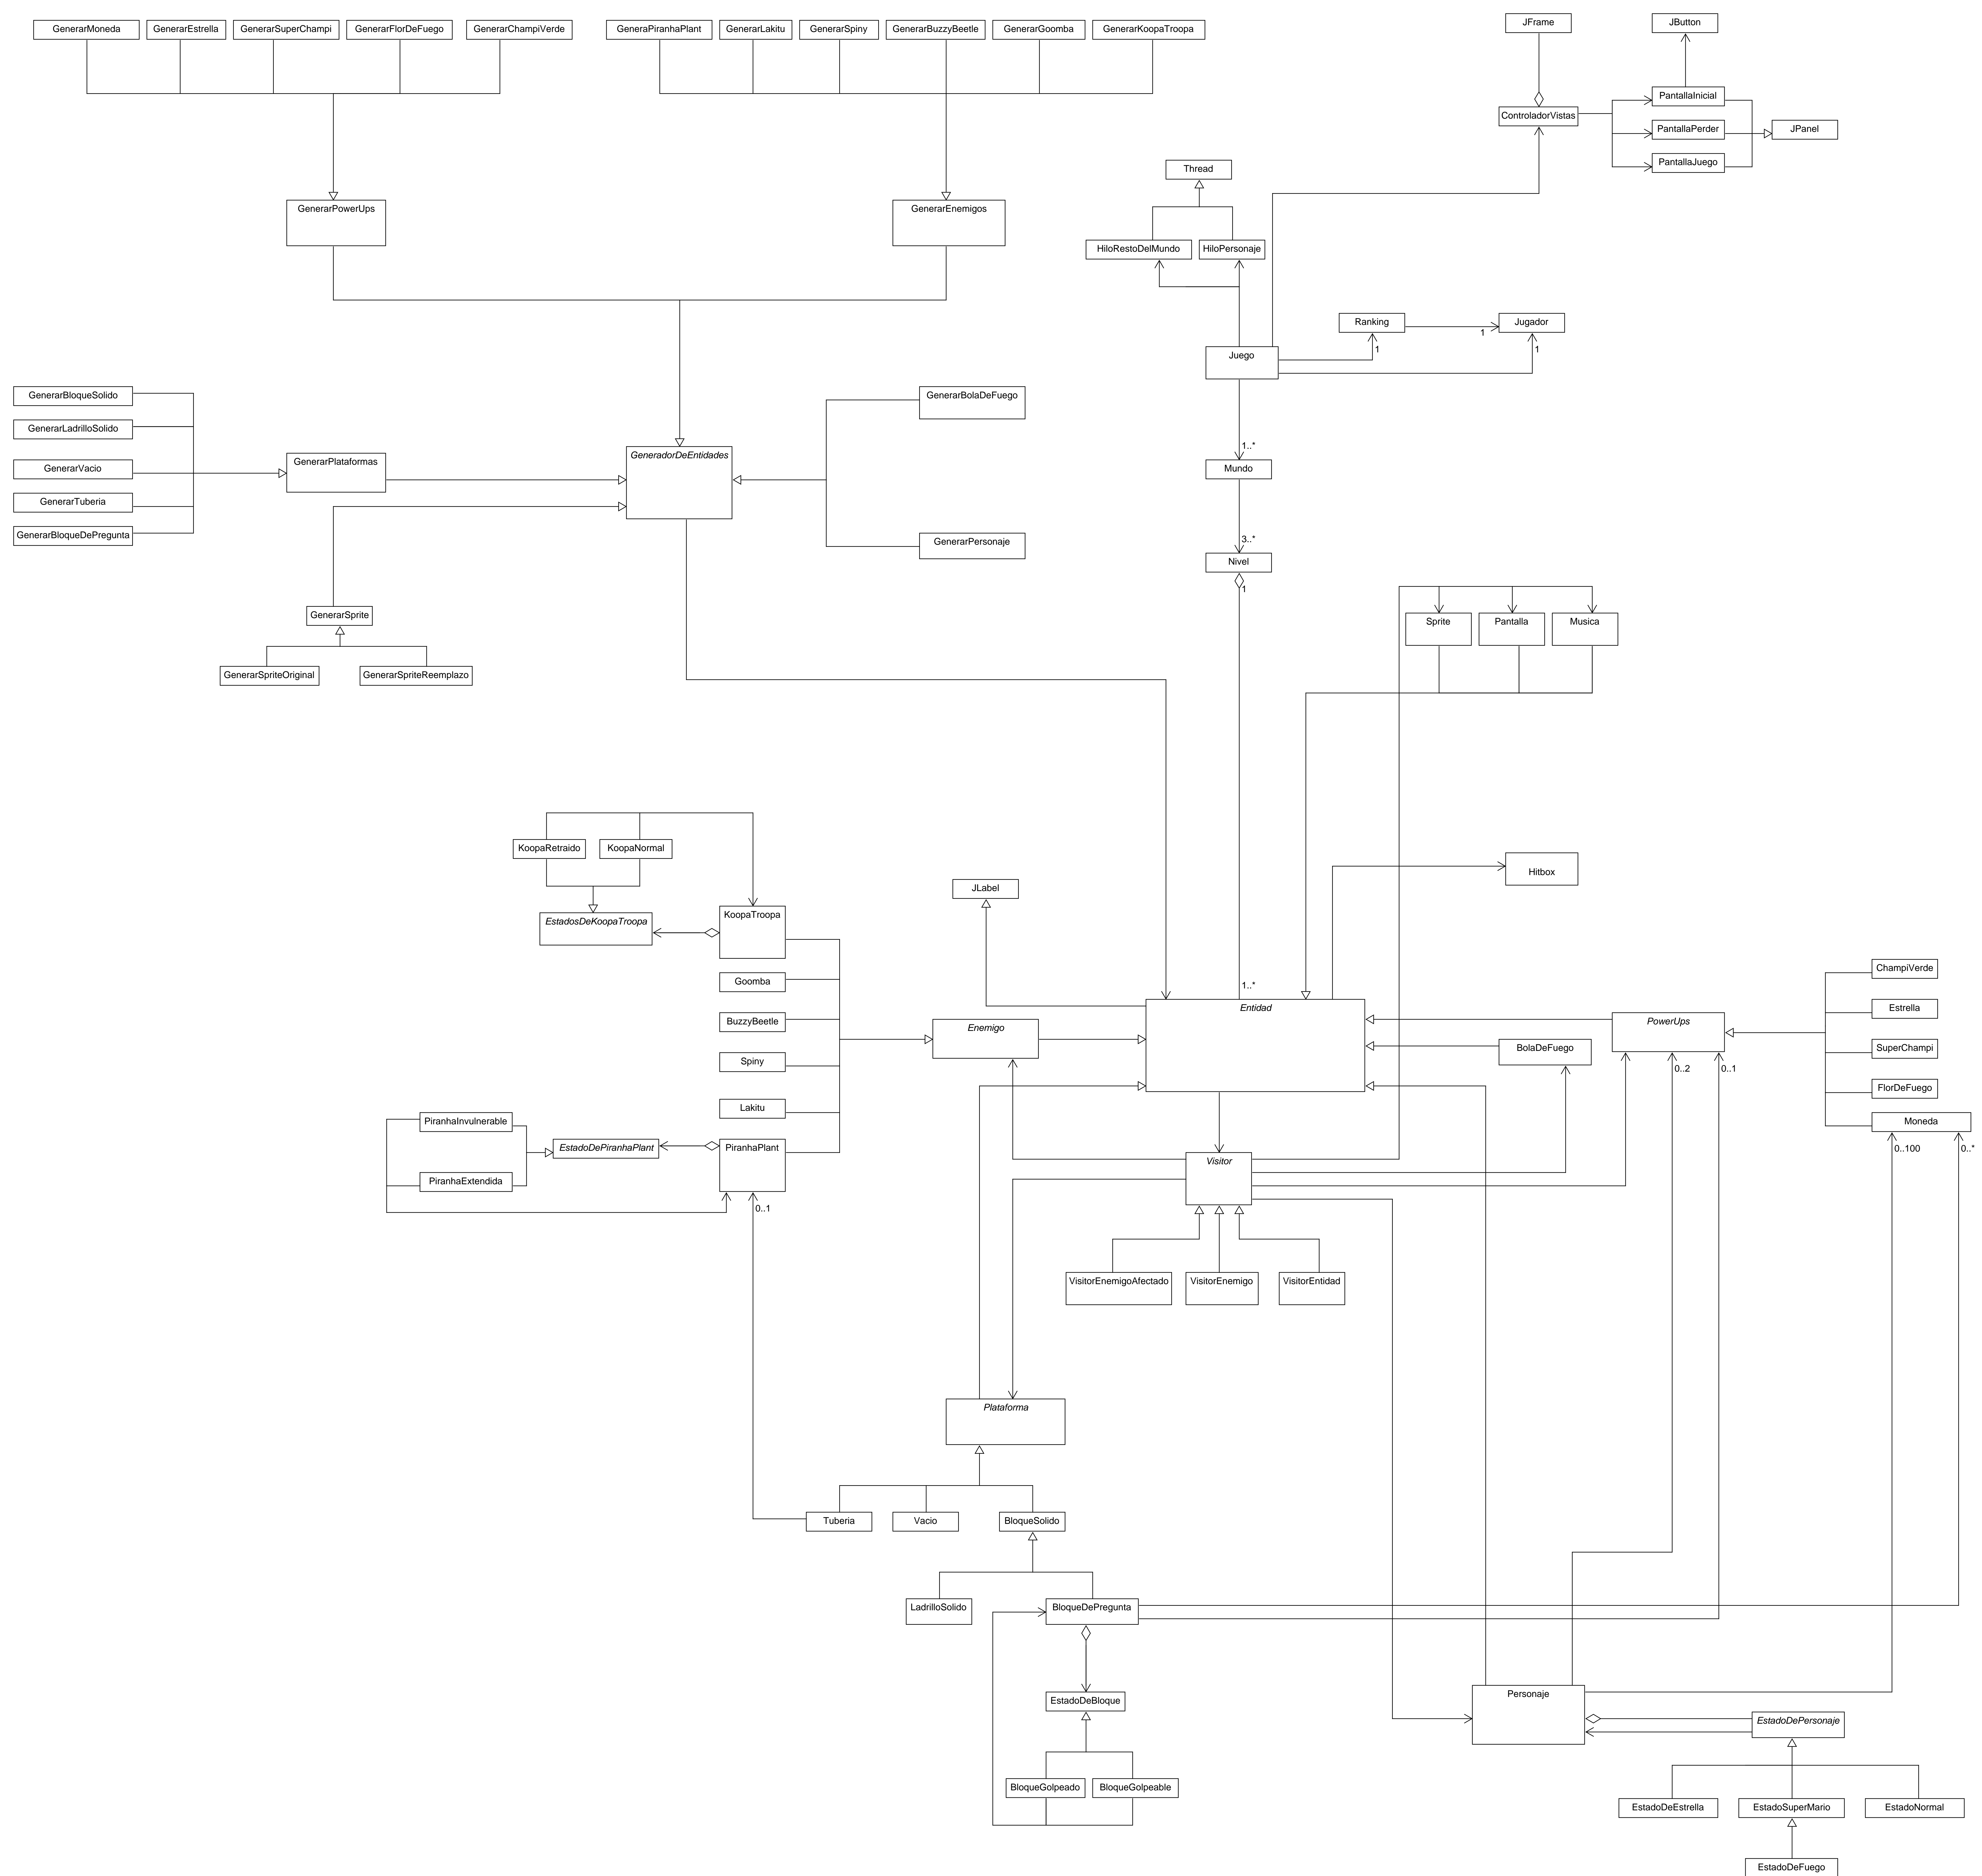 JFrame
JButton
GenerarMoneda
GenerarEstrella
GenerarSuperChampi
GenerarFlorDeFuego
GenerarChampiVerde
GeneraPiranhaPlant
GenerarLakitu
GenerarSpiny
GenerarBuzzyBeetle
GenerarGoomba
GenerarKoopaTroopa
PantallaInicial
ControladorVistas
PantallaPerder
JPanel
PantallaJuego
Thread
GenerarPowerUps
GenerarEnemigos
HiloRestoDelMundo
HiloPersonaje
Ranking
Jugador
1
1
1
Juego
GenerarBloqueSolido
GenerarBolaDeFuego
GenerarLadrilloSolido
1..*
GenerarPlataformas
GeneradorDeEntidades
GenerarVacio
Mundo
GenerarTuberia
GenerarBloqueDePregunta
GenerarPersonaje
3..*
Nivel
1
GenerarSprite
Sprite
Pantalla
Musica
GenerarSpriteOriginal
GenerarSpriteReemplazo
KoopaRetraido
KoopaNormal
Hitbox
JLabel
EstadosDeKoopaTroopa
KoopaTroopa
ChampiVerde
Goomba
1..*
Entidad
Estrella
BuzzyBeetle
Enemigo
PowerUps
BolaDeFuego
SuperChampi
Spiny
0..2
0..1
FlorDeFuego
Lakitu
PiranhaInvulnerable
Moneda
EstadoDePiranhaPlant
PiranhaPlant
0..100
0..*
Visitor
PiranhaExtendida
0..1
VisitorEnemigoAfectado
VisitorEnemigo
VisitorEntidad
Plataforma
Tuberia
Vacio
BloqueSolido
LadrilloSolido
BloqueDePregunta
EstadoDeBloque
Personaje
EstadoDePersonaje
BloqueGolpeado
BloqueGolpeable
EstadoDeEstrella
EstadoSuperMario
EstadoNormal
EstadoDeFuego